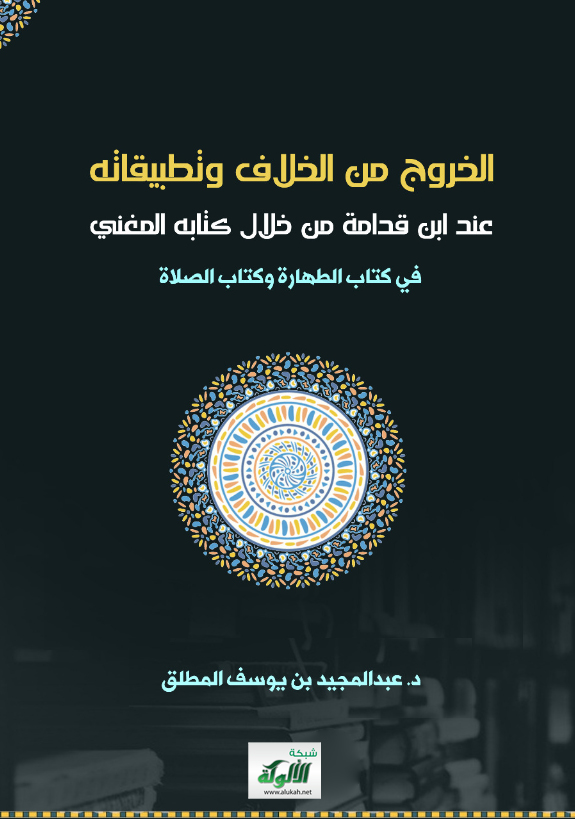 الخروج من الخلاف وتطبيقاته
عند ابن قدامة من خلال كتابه المغني
في كتاب الطهارة وكتاب الصلاة
د. عبدالمجيد بن يوسف المطلق
شبكة
الألوكة
www.alukah.net